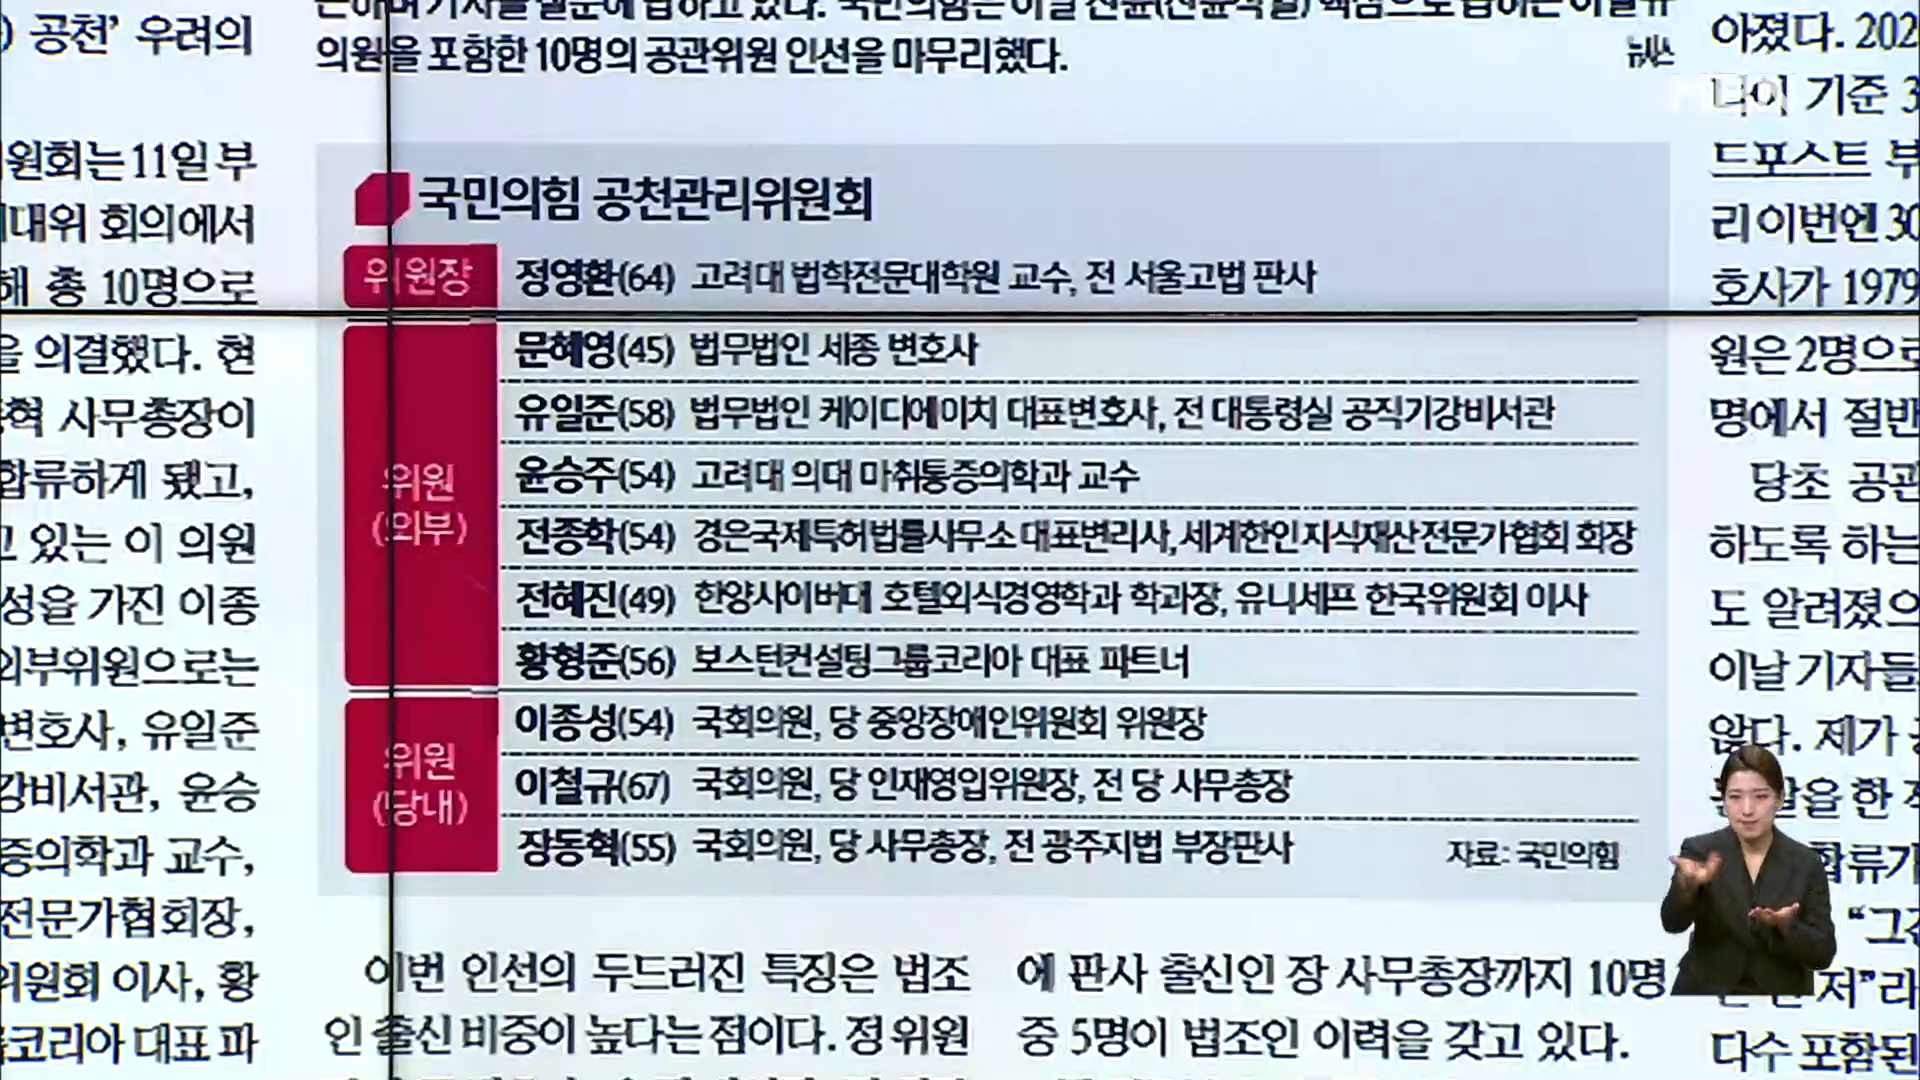 공천’ 우려의
의원을 포함한 10명의 공관위원 인선을 마무리했다.
뉴시스
아졌다. 202
나이 기준 3
드포스트 부
리 이번엔 30
호사가 1979
원은 2명으로
명에서 절반
당초 공관
하도록 하는
도 알려졌으
이날 기자들
않다. 제가
합류가
“그건
저”라
다수 포함된
MBN
원회는 11일 부
대위 회의에서
해 총 10명으로
을 의결했다. 현
혁 사무총장이
합류하게 됐고,
고 있는 이 의원
성을 가진 이종
외부위원으로는
변호사, 유일준
강비서관, 윤승
증의학과 교수,
전문가협회장,
위원회 이사, 황
코리아 대표 파
국민의힘 공천관리위원회
위원장 정영환(64) 고려대 법학전문대학원 교수, 전 서울고법 판사
위원
(외부)
문혜영(45) 법무법인 세종 변호사
유일준(58) 법무법인 케이디에이치 대표변호사, 전 대통령실 공직기강비서관
윤승주(54) 고려대 의대 마취통증의학과 교수
전종학(54) 경은국제특허법률사무소 대표변리사, 세계한인지식재산전문가협회 회장
전혜진(49) 한양사이버대 호텔외식경영학과 학과장, 유니세프 한국위원회 이사
황형준(56) 보스턴컨설팅그룹코리아 대표 파트너
위원
(당내)
이종성(54) 국회의원, 당 중앙장애인위원회 위원장
이철규(67) 국회의원, 당 인재영입위원장, 전 당 사무총장
장동혁(55) 국회의원, 당 사무총장, 전 광주지법 부장판사
자료: 국민의힘
이번 인선의 두드러진 특징은 법조
인 출신 비중이 높다는 점이다. 정 위원
에 판사 출신인 장 사무총장까지 10명
중 5명이 법조인 이력을 갖고 있다.